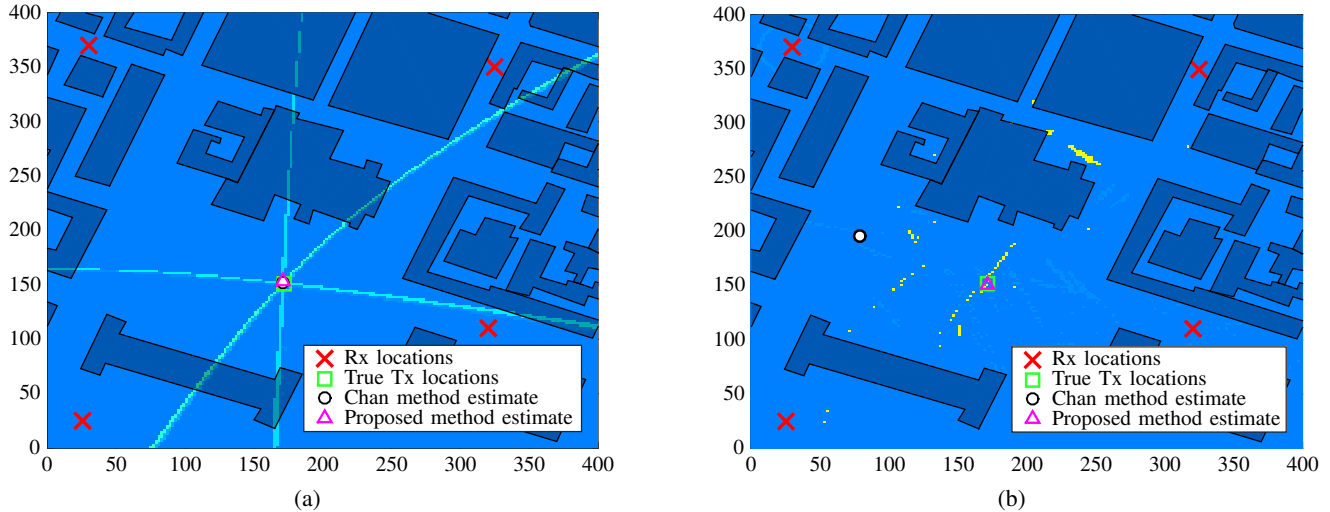 400
350
300
250
200
150
100
50
0
0 50 100 150 200 250 300 350 400
Rx locations
True Tx locations
Chan method estimate
Proposed method estimate
(a)
400
350
300
250
200
150
100
50
0
0 50 100 150 200 250 300 350 400
Rx locations
True Tx locations
Chan method estimate
Proposed method estimate
(b)